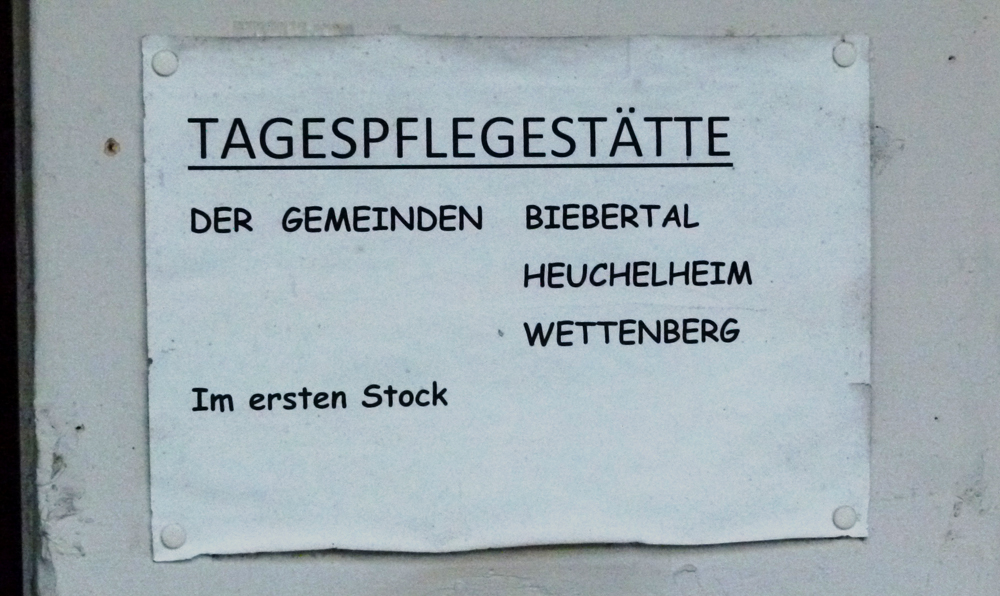 TAGESPFLEGESTÄTTE
DER GEMEINDEN BIEBERTAL
HEUCHELHEIM
WETTENBERG
Im ersten Stock